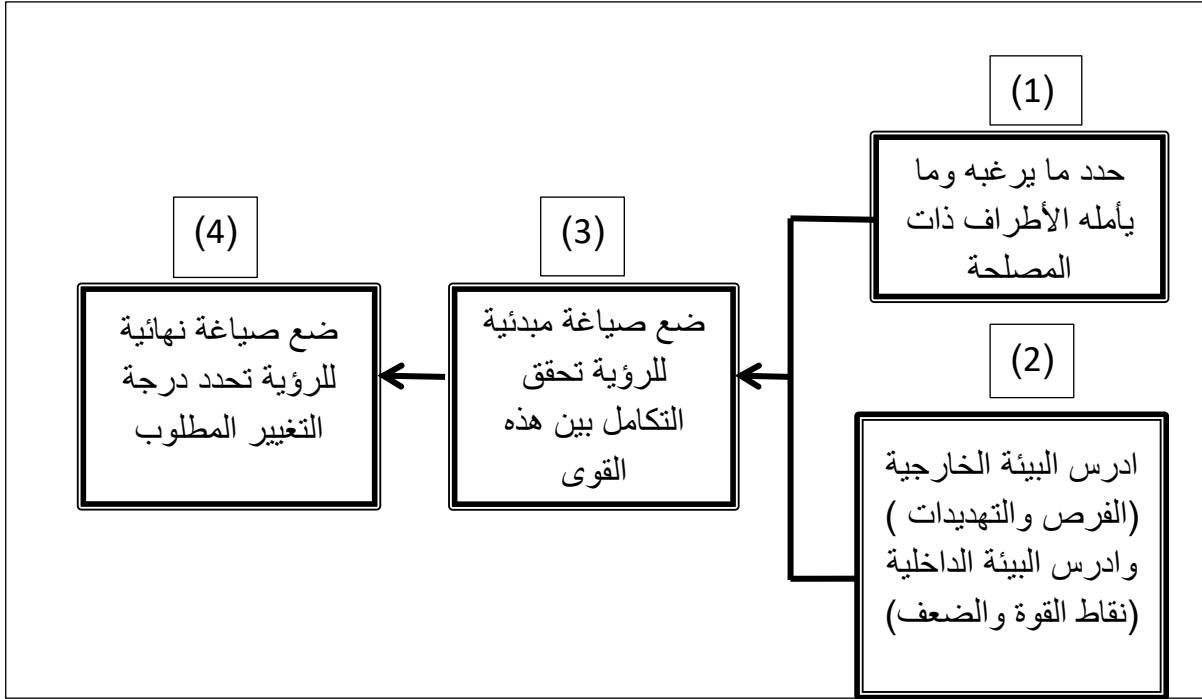 (1)
حدد ما يرغبه وما
يأمله الأطراف ذات
المصلحة
(2)
ادرس البيئة الخارجية
(الفرص والتهديدات )
وادرس البيئة الداخلية
(نقاط القوة والضعف)
(3)
ضع صياغة مبدئية
للرؤية تحقق
التكامل بين هذه
القوى
(4)
ضع صياغة نهائية
للرؤية تحدد درجة
التغيير المطلوب